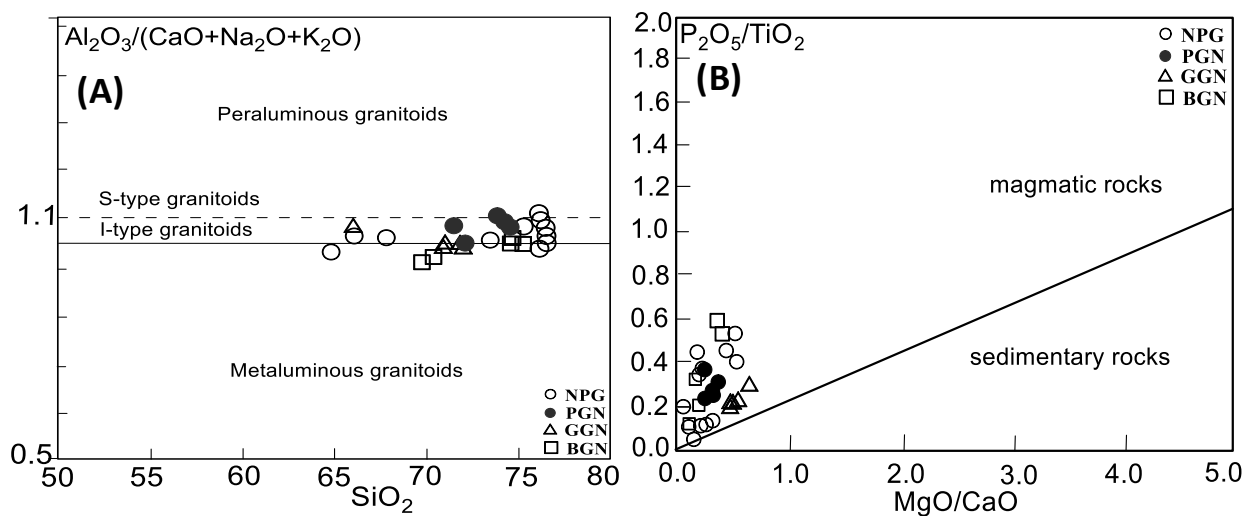 Al₂O₃/(CaO+Na₂O+K₂O)
(A)
Peraluminous granitoids
S-type granitoids
1.1
I-type granitoids
Metaluminous granitoids
NPG
PGN
GGN
BGN
0.5
50 55 60 65 70 75 80
SiO₂
2.0
P₂O₅/TiO₂
(B)
NPG
PGN
GGN
BGN
1.8
1.6
1.4
1.2
magmatic rocks
1.0
0.8
0.6
sedimentary rocks
0.4
0.2
0.0
0.0 1.0 2.0 3.0 4.0 5.0
MgO/CaO